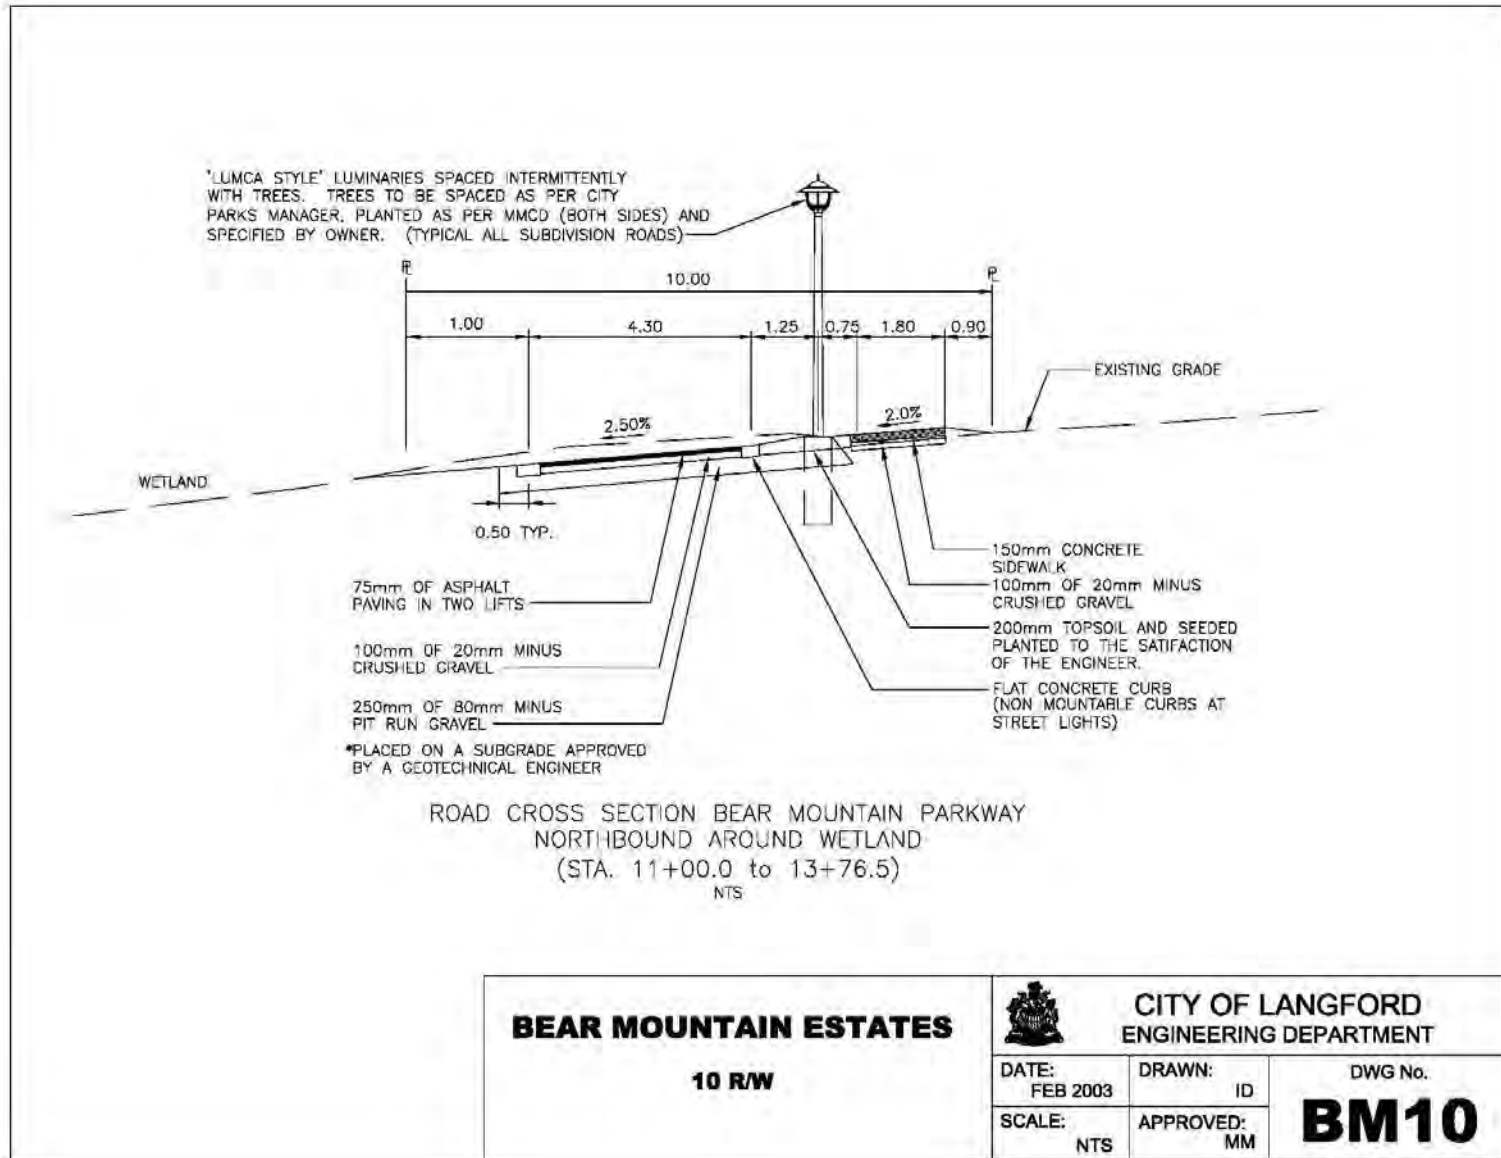 'LUMCA STYLE' LUMINARIES SPACED INTERMITTENTLY
WITH TREES. TREES TO BE SPACED AS PER CITY
PARKS MANAGER, PLANTED AS PER MMCD (BOTH SIDES) AND
SPECIFIED BY OWNER. (TYPICAL ALL SUBDIVISION ROADS)
PL
PL
10.00
1.00
4.30
1.25
0.75
1.80
0.90
EXISTING GRADE
2.50%
2.0%
WETLAND
0.50 TYP.
75mm OF ASPHALT
PAVING IN TWO LIFTS
100mm OF 20mm MINUS
CRUSHED GRAVEL
250mm OF 80mm MINUS
PIT RUN GRAVEL
*PLACED ON A SUBGRADE APPROVED
BY A GEOTECHNICAL ENGINEER
150mm CONCRETE
SIDEWALK
100mm OF 20mm MINUS
CRUSHED GRAVEL
200mm TOPSOIL AND SEEDED
PLANTED TO THE SATIFACTION
OF THE ENGINEER.
FLAT CONCRETE CURB
(NON MOUNTABLE CURBS AT
STREET LIGHTS)
ROAD CROSS SECTION BEAR MOUNTAIN PARKWAY
NORTHBOUND AROUND WETLAND
(STA. 11+00.0 to 13+76.5)
NTS
BEAR MOUNTAIN ESTATES
10 R/W
CITY OF LANGFORD
ENGINEERING DEPARTMENT
DATE:
FEB 2003
DRAWN:
ID
DWG No.
BM10
SCALE:
NTS
APPROVED:
MM